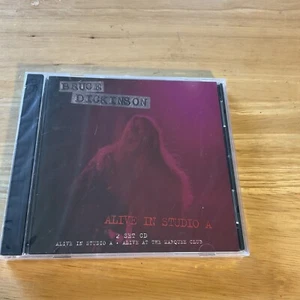 BRUCE
DICKINSON
ALIVE IN STUDIO A
2 SET CD
ALIVE IN STUDIO A + ALIVE AT THE MARQUEE CLUB